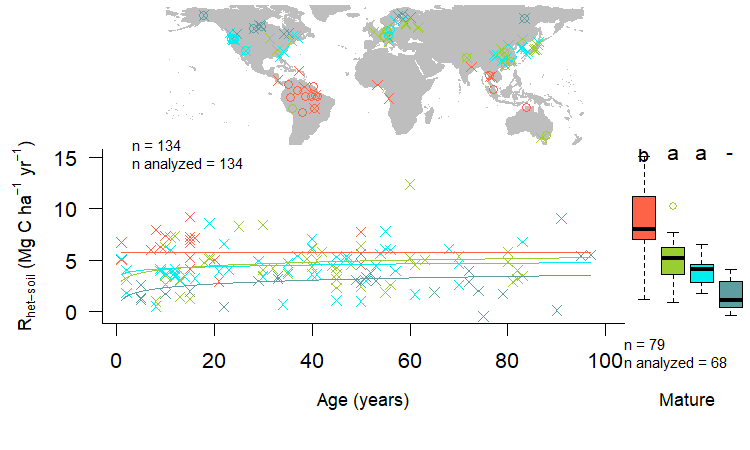 n = 134
n analyzed = 134
15
10
5
0
R het−soil (Mg C ha⁻¹ yr⁻¹)
0 20 40 60 80 100
Age (years)
b a a -
n = 79
n analyzed = 68
Mature